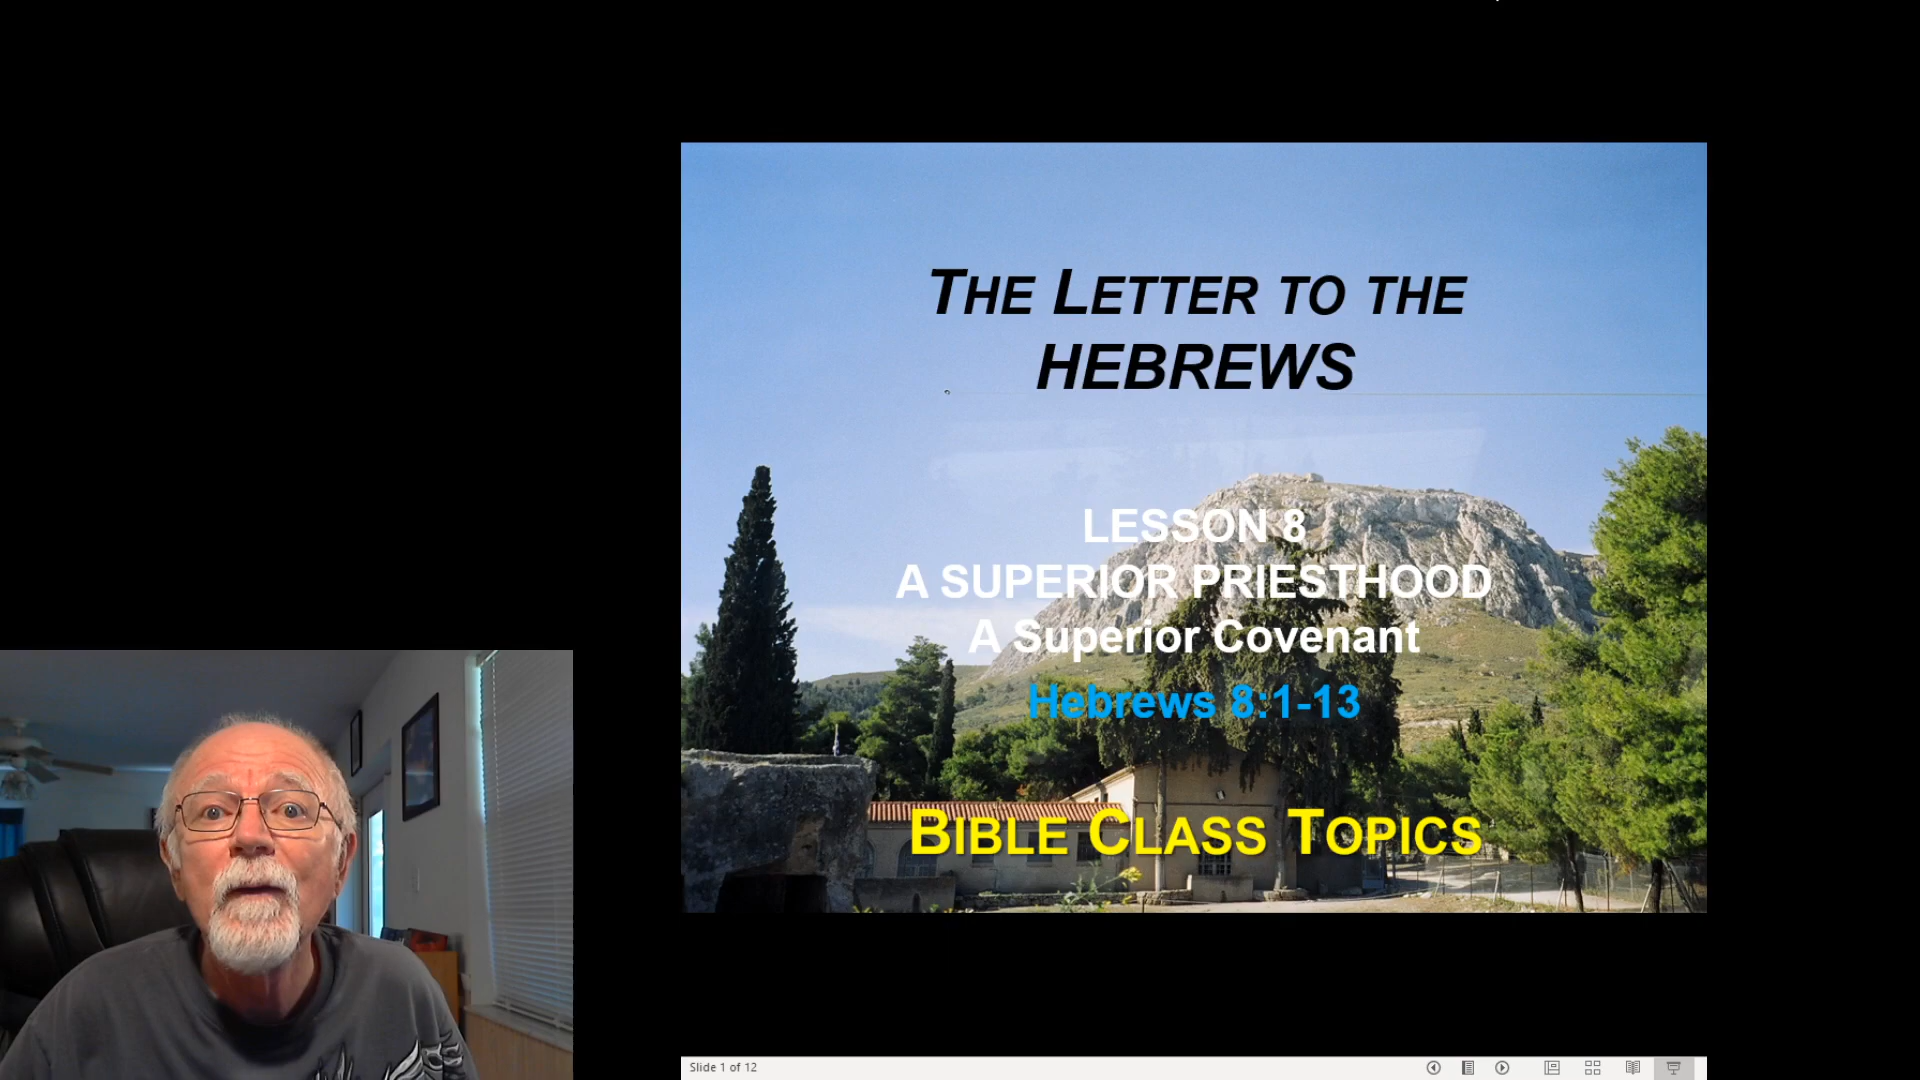 THE LETTER TO THE
HEBREWS
LESSON 8
A SUPERIOR PRIESTHOOD
A Superior Covenant
Hebrews 8:1-13
BIBLE CLASS TOPICS
Slide 1 of 12